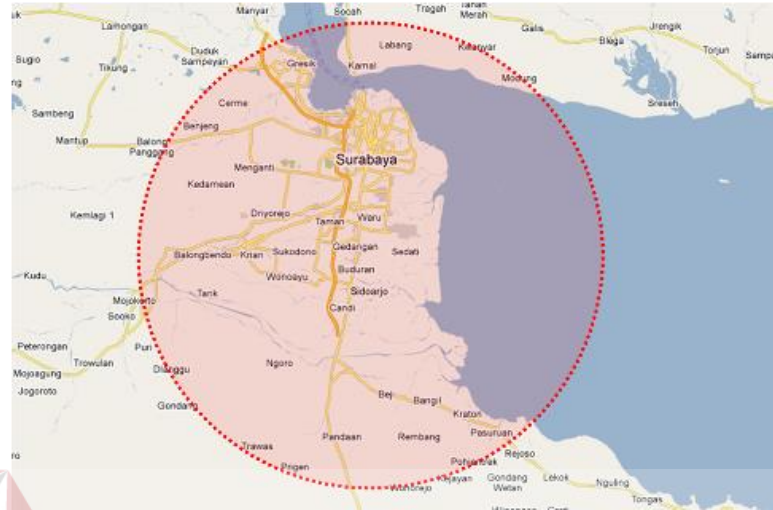 Manyar
Socah
Tragah
Tanah
Merah
Lamongan
Labang
Kwanyar
Galis
Blega
Jrengik
Torjun
Sugio
Tikung
Duduk
Sampeyan
Gresik
Kamal
Modung
Sreseh
Cerme
Sambeng
Mantup
Benjeng
Balong
Panggang
Surabaya
Menganti
Kedamean
Kemlagi 1
Driyorejo
Taman
Waru
Balongbendo
Krian
Sukodono
Gedangan
Sedati
Kudu
Wonoayu
Buduran
Tarik
Sidoarjo
Mojokerto
Sooko
Candi
Peterongan
Puri
Trowulan
Mojoagung
Dlanggu
Ngoro
Jogoroto
Gondang
Beji
Bangil
Kraton
Trawas
Pandaan
Rembang
Pasuruan
Prigen
Pohjentrek
Rejoso
Wonorejo
Kejayan
Gondang
Wetan
Lekok
Nguling
Tongas